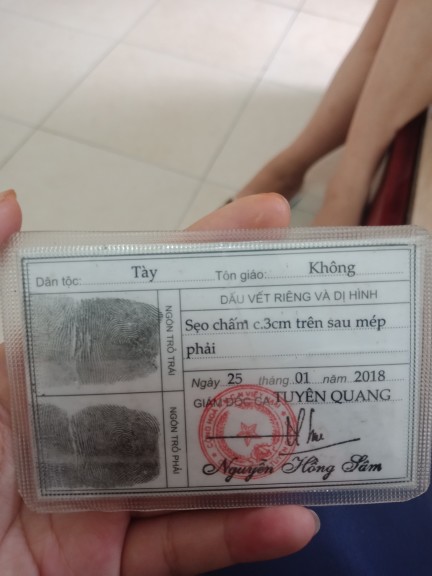 Dân tộc: Tày Tôn giáo: Không
NGÓN TRỎ TRÁI
DẤU VẾT RIÊNG VÀ DỊ HÌNH
Sẹo chấm c.3cm trên sau mép
phải
Ngày 25 tháng 01 năm 2018
GIÁM ĐỐC CA TUYÊN QUANG
NGÓN TRỎ PHẢI
Nguyễn Hồng Sâm